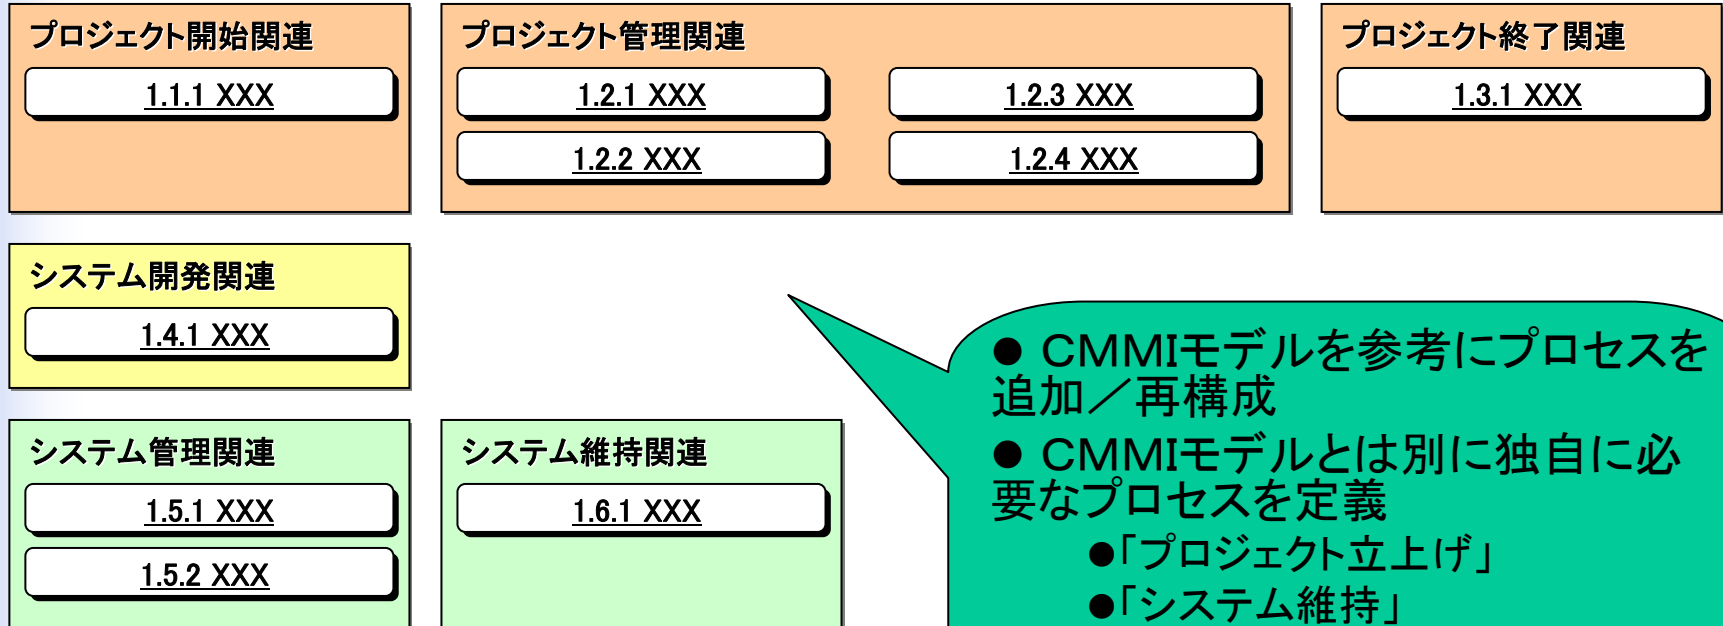 プロジェクト開始関連
1.1.1 XXX
プロジェクト管理関連
1.2.1 XXX
1.2.3 XXX
1.2.2 XXX
1.2.4 XXX
プロジェクト終了関連
1.3.1 XXX
システム開発関連
1.4.1 XXX
システム管理関連
1.5.1 XXX
1.5.2 XXX
システム維持関連
1.6.1 XXX
● CMMIモデルを参考にプロセスを
追加／再構成
● CMMIモデルとは別に独自に必
要なプロセスを定義
●「プロジェクト立上げ」
●「システム維持」